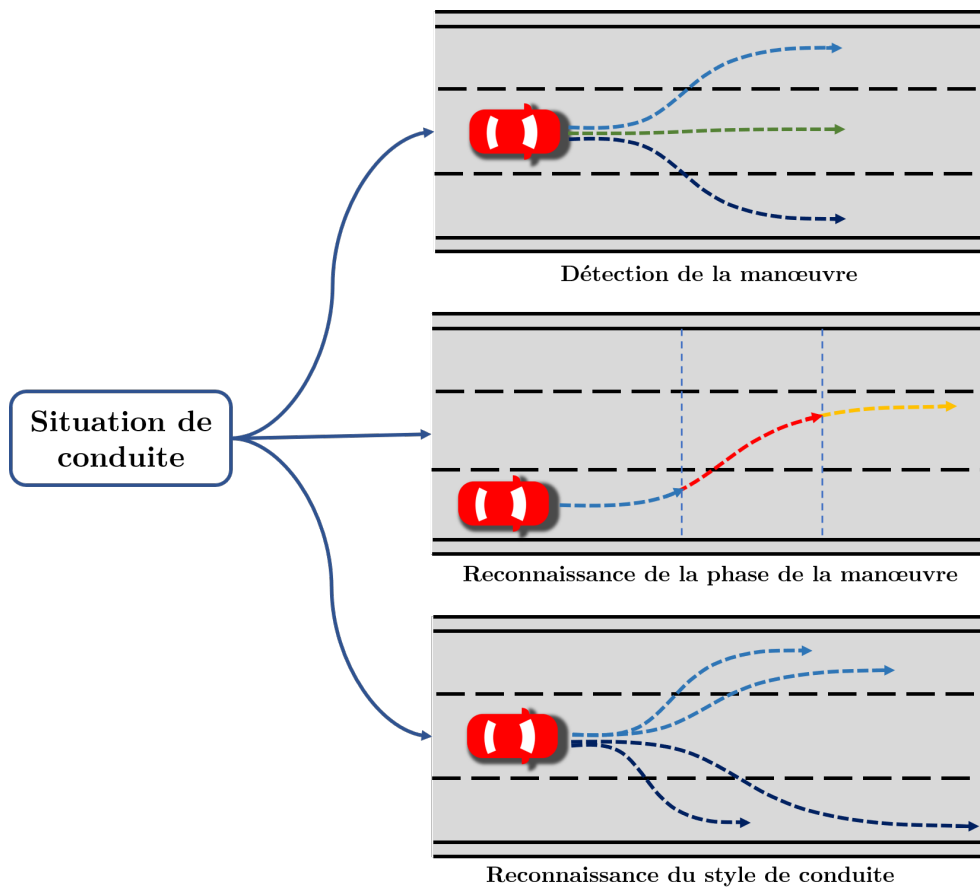 Détection de la manœuvre
Situation de
conduite
Reconnaissance de la phase de la manœuvre
Reconnaissance du style de conduite